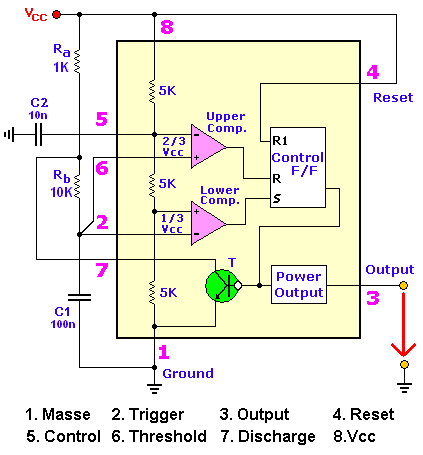 Vcc
8
Ra
1K
4
5K
Reset
C2
10n
5
Upper
Comp.
R1
2/3
Vcc
Control
F/F
6
R
Rb
10K
5K
Lower
Comp.
S
2
1/3
Vcc
7
T
Output
Power
Output
5K
3
C1
100n
1
Ground
1. Masse 2. Trigger 3. Output 4. Reset
5. Control 6. Threshold 7. Discharge 8.Vcc